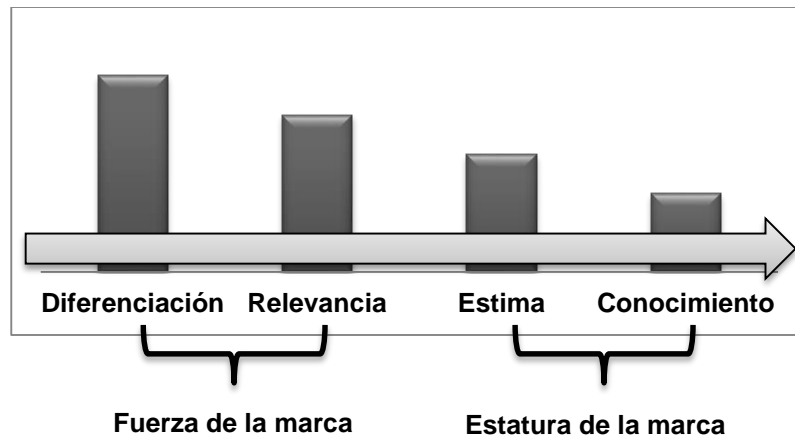 Diferenciación Relevancia Estima Conocimiento
Fuerza de la marca Estatura de la marca